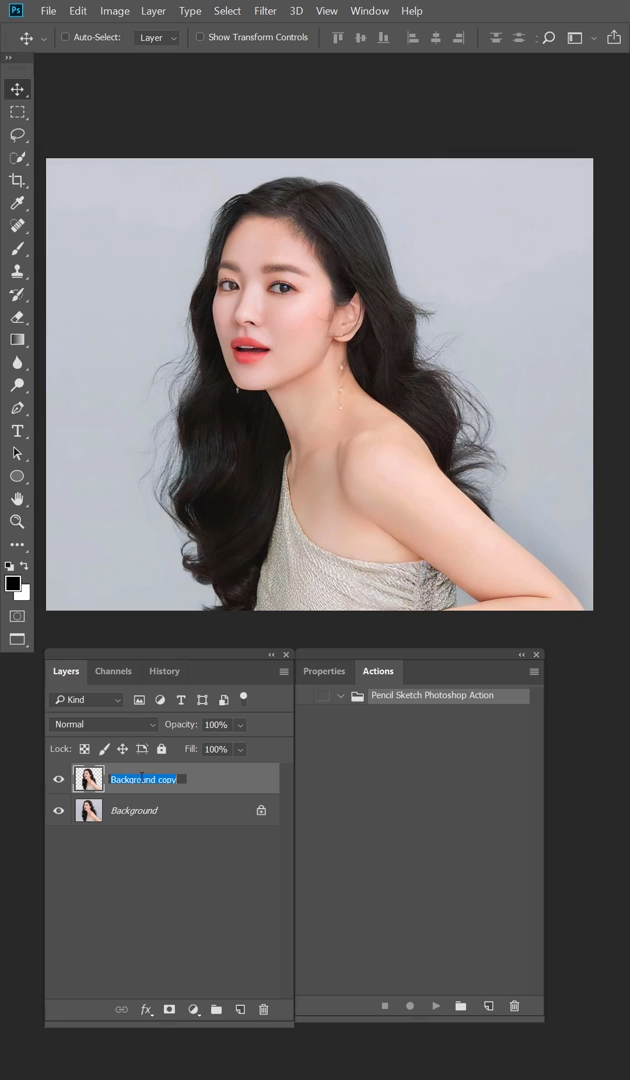 Ps File Edit Image Layer Type Select Filter 3D View Window Help
Auto-Select: Layer Show Transform Controls
Layers Channels History
Properties Actions
Kind
Pencil Sketch Photoshop Action
Normal Opacity: 100%
Lock: Fill: 100%
Background copy
Background
fx